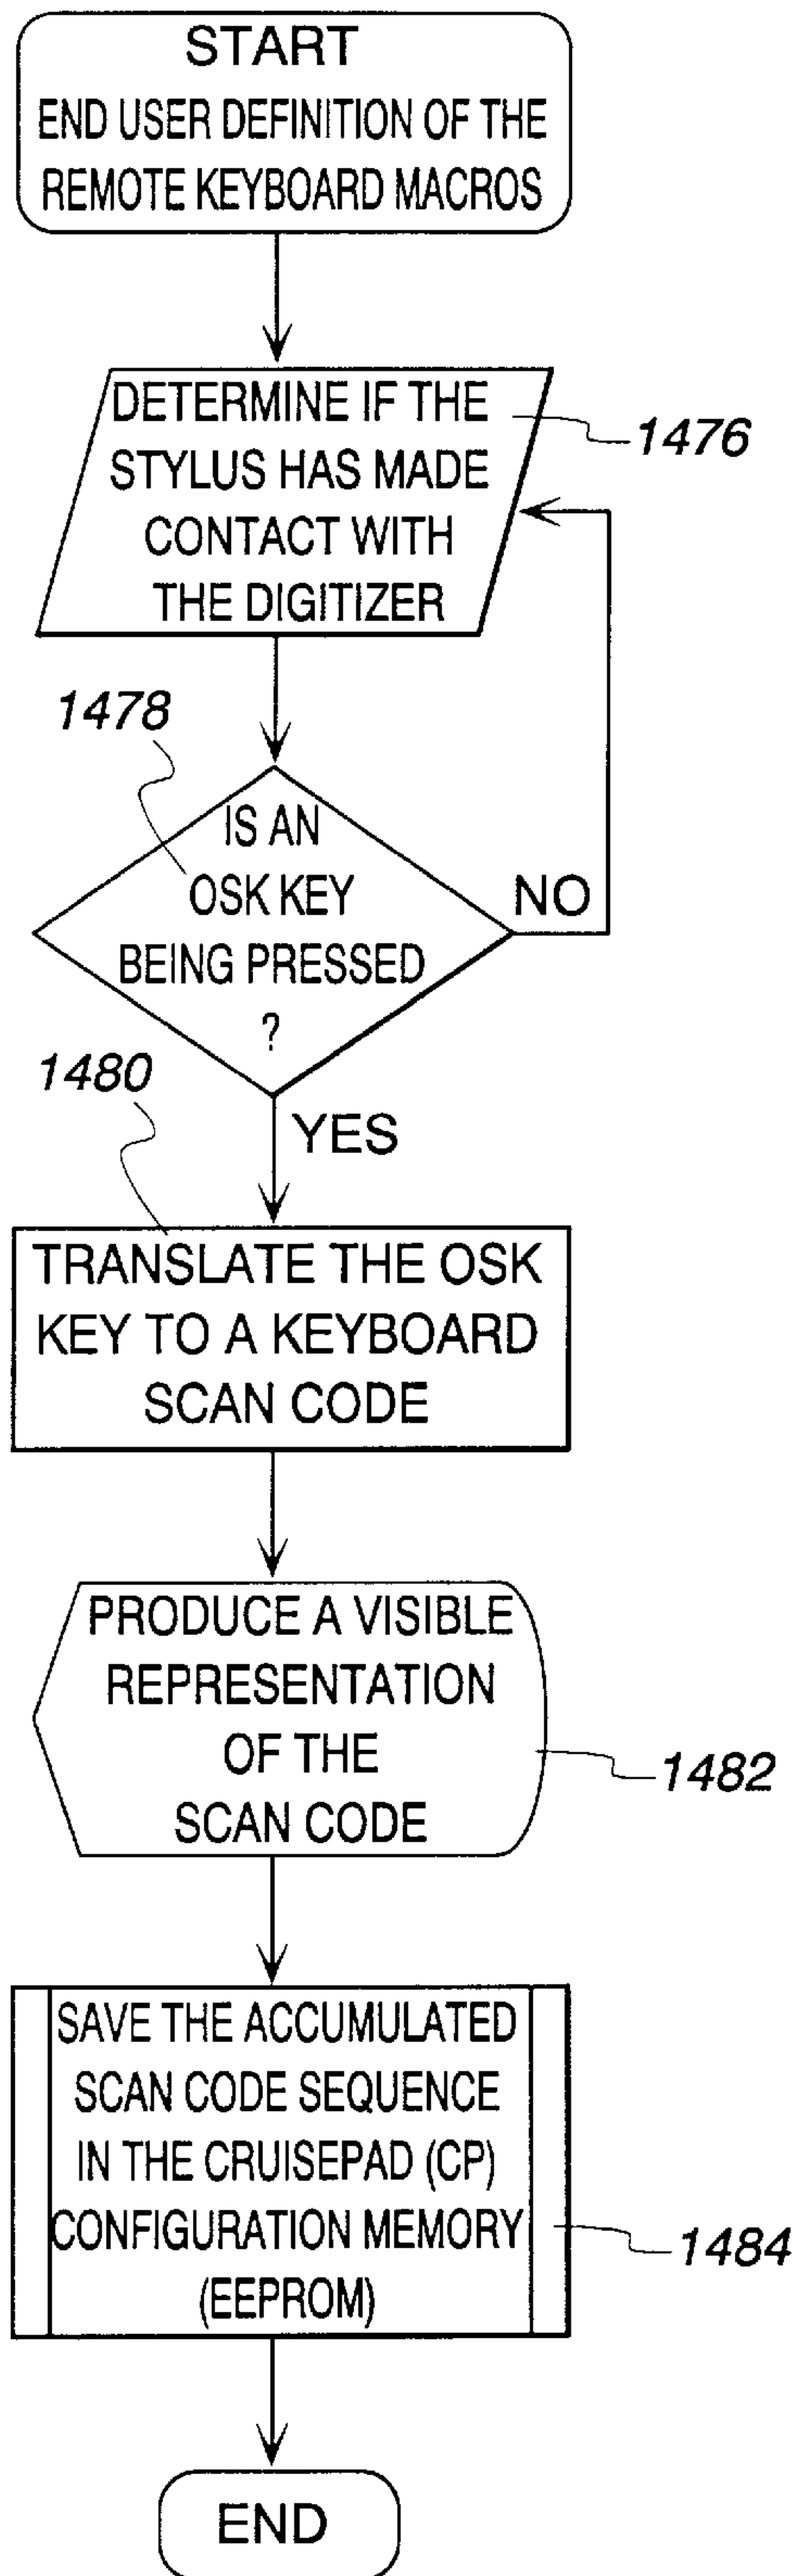 START
END USER DEFINITION OF THE
REMOTE KEYBOARD MACROS
DETERMINE IF THE
STYLUS HAS MADE
CONTACT WITH
THE DIGITIZER
1476
1478
IS AN
OSK KEY
BEING PRESSED
?
NO
1480
YES
TRANSLATE THE OSK
KEY TO A KEYBOARD
SCAN CODE
PRODUCE A VISIBLE
REPRESENTATION
OF THE
SCAN CODE
1482
SAVE THE ACCUMULATED
SCAN CODE SEQUENCE
IN THE CRUISEPAD (CP)
CONFIGURATION MEMORY
(EEPROM)
1484
END